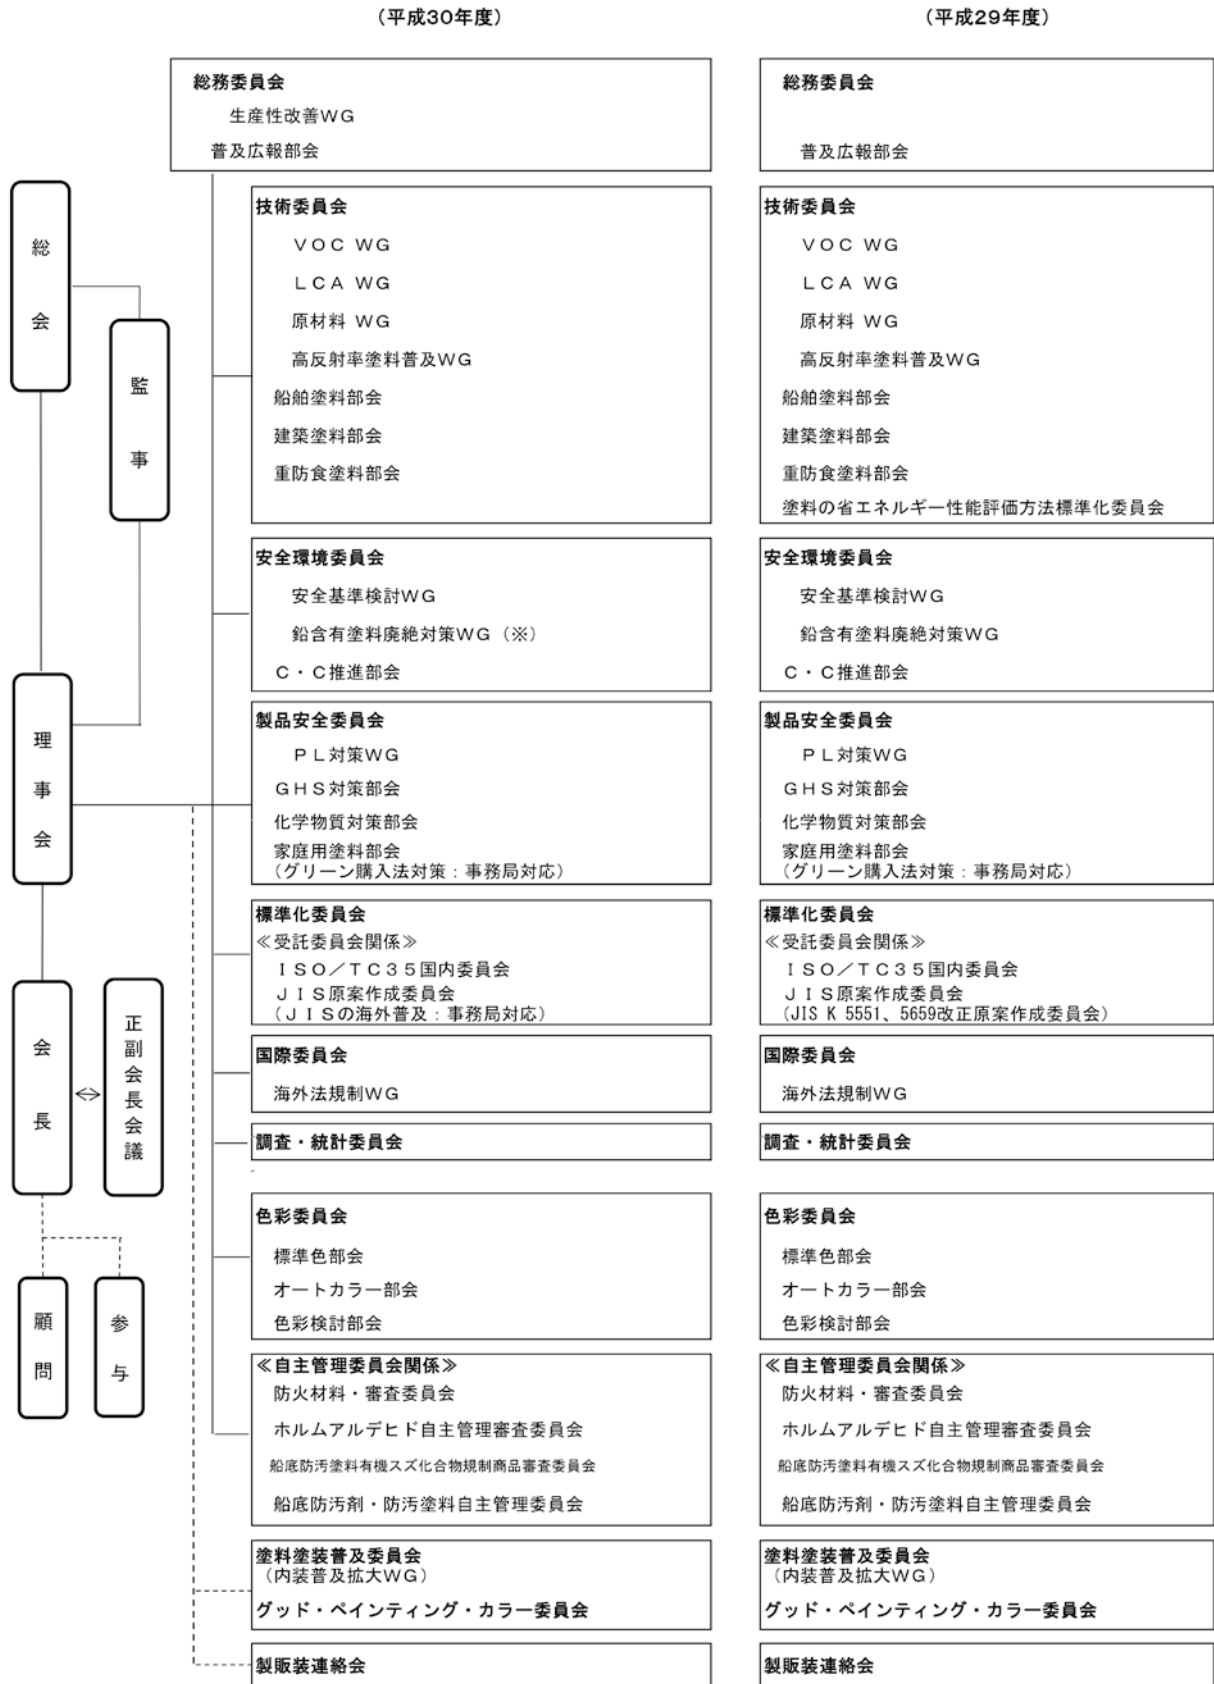 (平成30年度)
(平成29年度)
総務委員会
生産性改善WG
普及広報部会
総務委員会
普及広報部会
総会
監事
理事会
会長
正副会長会議
顧問
参与
技術委員会
VOC WG
LCA WG
原材料 WG
高反射率塗料普及WG
船舶塗料部会
建築塗料部会
重防食塗料部会
技術委員会
VOC WG
LCA WG
原材料 WG
高反射率塗料普及WG
船舶塗料部会
建築塗料部会
重防食塗料部会
塗料の省エネルギー性能評価方法標準化委員会
安全環境委員会
安全基準検討WG
鉛含有塗料廃絶対策WG(※)
C・C推進部会
安全環境委員会
安全基準検討WG
鉛含有塗料廃絶対策WG
C・C推進部会
製品安全委員会
PL対策WG
GHS対策部会
化学物質対策部会
家庭用塗料部会
(グリーン購入法対策:事務局対応)
製品安全委員会
PL対策WG
GHS対策部会
化学物質対策部会
家庭用塗料部会
(グリーン購入法対策:事務局対応)
標準化委員会
≪受託委員会関係≫
ISO/TC35国内委員会
JIS原案作成委員会
(JISの海外普及:事務局対応)
標準化委員会
≪受託委員会関係≫
ISO/TC35国内委員会
JIS原案作成委員会
(JIS K 5551、5659改正原案作成委員会)
国際委員会
海外法規制WG
国際委員会
海外法規制WG
調査・統計委員会
調査・統計委員会
色彩委員会
標準色部会
オートカラー部会
色彩検討部会
色彩委員会
標準色部会
オートカラー部会
色彩検討部会
≪自主管理委員会関係≫
防火材料・審査委員会
ホルムアルデヒド自主管理審査委員会
船底防汚塗料有機スズ化合物規制商品審査委員会
船底防汚剤・防汚塗料自主管理委員会
≪自主管理委員会関係≫
防火材料・審査委員会
ホルムアルデヒド自主管理審査委員会
船底防汚塗料有機スズ化合物規制商品審査委員会
船底防汚剤・防汚塗料自主管理委員会
塗料塗装普及委員会
(内装普及拡大WG)
グッド・ペインティング・カラー委員会
塗料塗装普及委員会
(内装普及拡大WG)
グッド・ペインティング・カラー委員会
製販装連絡会
製販装連絡会